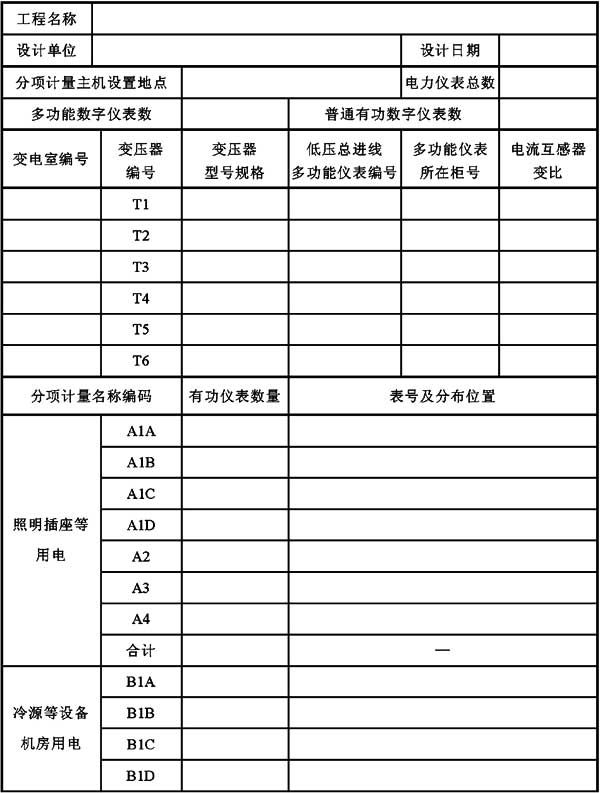 工程名称
设计单位 设计日期
分项计量主机设置地点 电力仪表总数
多功能数字仪表数 普通有功数字仪表数
变电室编号 变压器编号 变压器型号规格 低压总进线多功能仪表编号 多功能仪表所在柜号 电流互感器变比
T1
T2
T3
T4
T5
T6
分项计量名称编码 有功仪表数量 表号及分布位置
照明插座等用电
A1A
A1B
A1C
A1D
A2
A3
A4
合计 —
冷源等设备机房用电
B1A
B1B
B1C
B1D